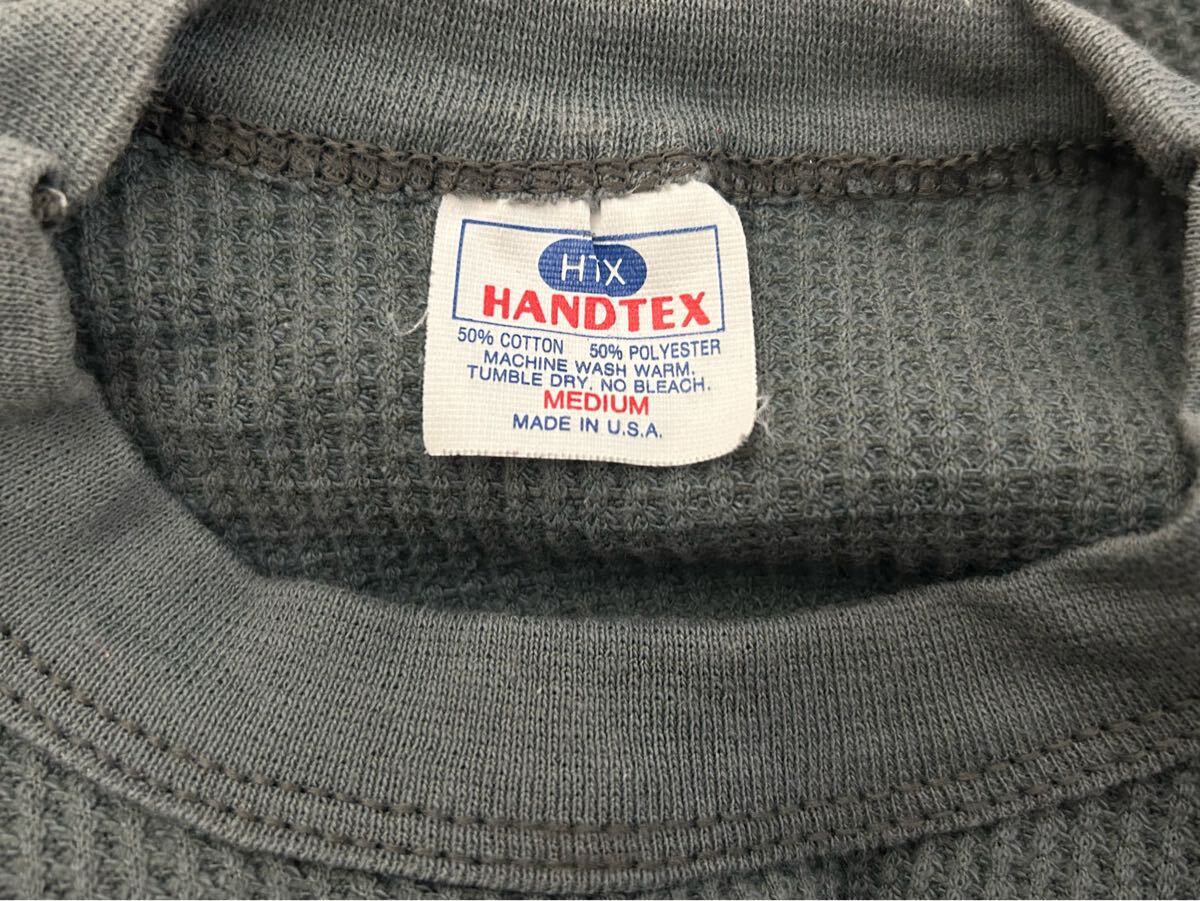 HTX
HANDTEX
50% COTTON 50% POLYESTER
MACHINE WASH WARM.
TUMBLE DRY. NO BLEACH.
MEDIUM
MADE IN U.S.A.